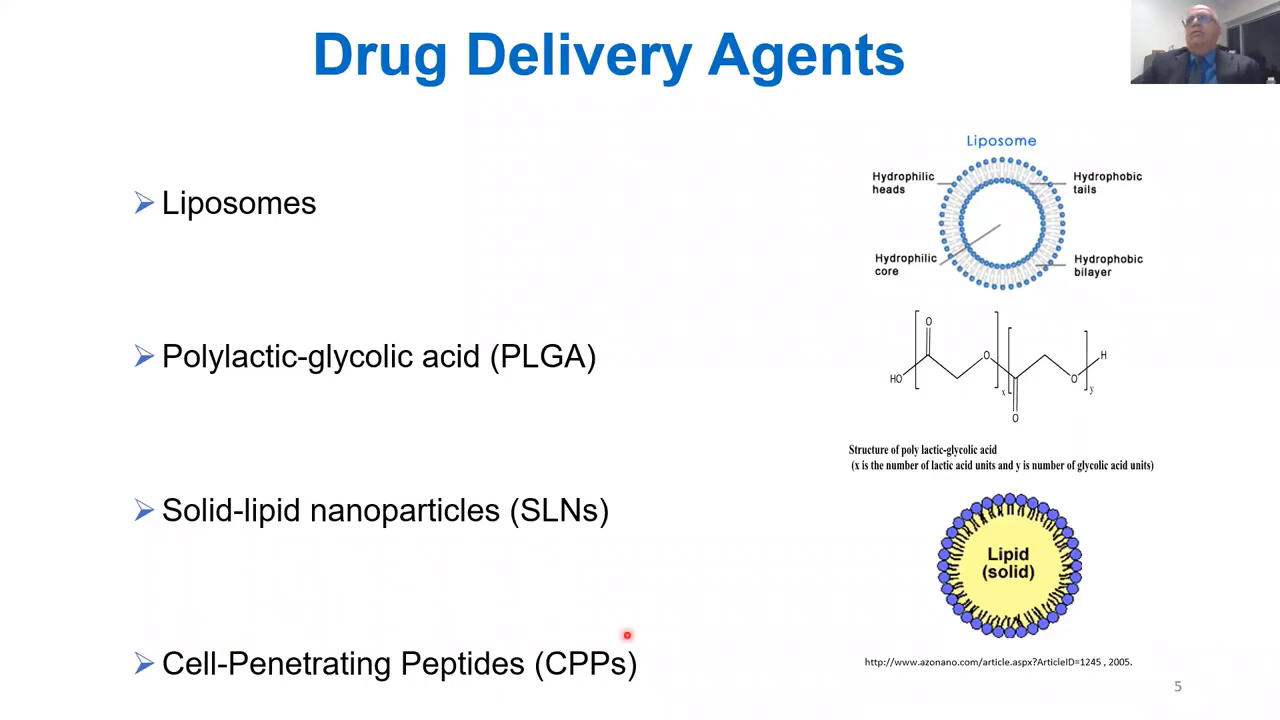 Drug Delivery Agents
Liposomes
Polylactic-glycolic acid (PLGA)
Solid-lipid nanoparticles (SLNs)
Cell-Penetrating Peptides (CPPs)
Liposome
Hydrophilic
heads
Hydrophobic
tails
Hydrophilic
core
Hydrophobic
bilayer
O
HO
O
x
O
O
H
y
Structure of poly lactic-glycolic acid
(x is the number of lactic acid units and y is number of glycolic acid units)
Lipid
(solid)
http://www.azonano.com/article.aspx?ArticleID=1245 , 2005.
5